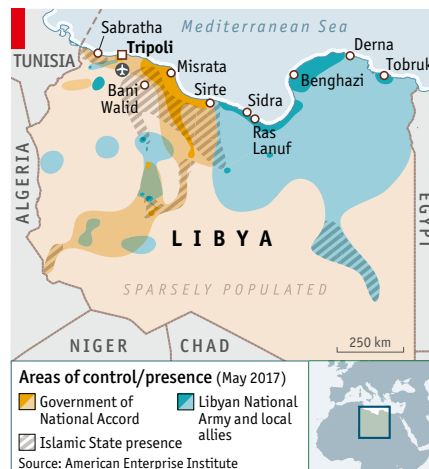 Mediterranean Sea
Sabratha
TUNISIA
Tripoli
Misrata
Bani
Walid
Sirte
Sidra
Ras
Lanuf
Benghazi
Derna
Tobruk
ALGERIA
EGYPT
LIBYA
SPARSELY POPULATED
NIGER
CHAD
250 km
Areas of control/presence (May 2017)
Government of
National Accord
Libyan National
Army and local
allies
Islamic State presence
Source: American Enterprise Institute